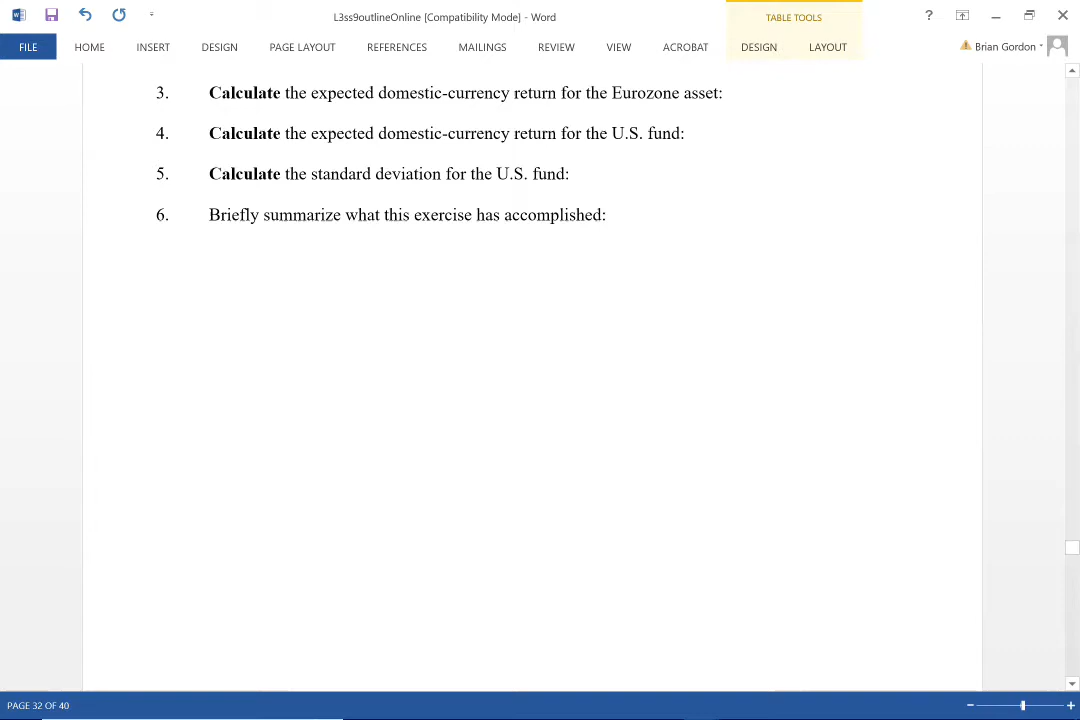 L3ss9outlineOnline [Compatibility Mode] - Word
TABLE TOOLS
?
FILE HOME INSERT DESIGN PAGE LAYOUT REFERENCES MAILINGS REVIEW VIEW ACROBAT DESIGN LAYOUT Brian Gordon
3. Calculate the expected domestic-currency return for the Eurozone asset:
4. Calculate the expected domestic-currency return for the U.S. fund:
5. Calculate the standard deviation for the U.S. fund:
6. Briefly summarize what this exercise has accomplished:
PAGE 32 OF 40